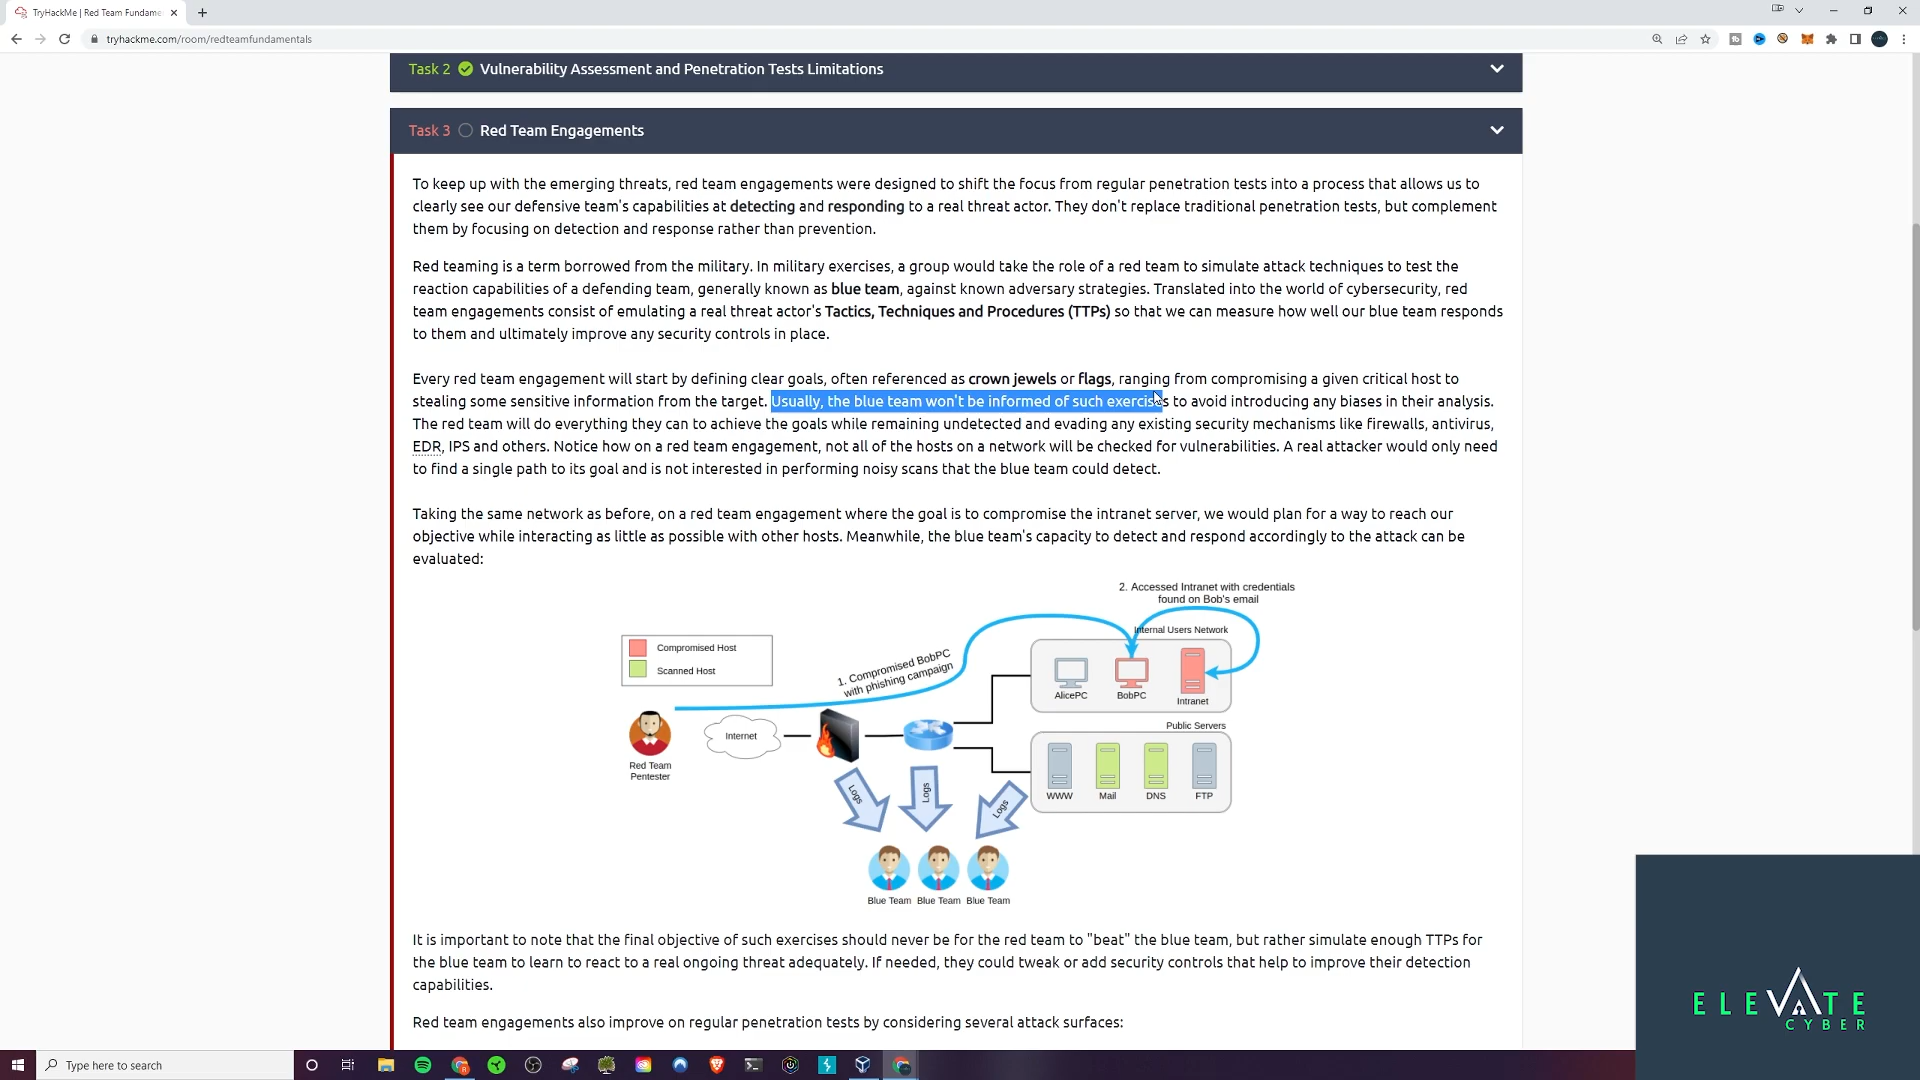 TryHackMe | Red Team Fundame
tryhackme.com/room/redteamfundamentals
Task 2 Vulnerability Assessment and Penetration Tests Limitations
Task 3 Red Team Engagements
To keep up with the emerging threats, red team engagements were designed to shift the focus from regular penetration tests into a process that allows us to
clearly see our defensive team's capabilities at detecting and responding to a real threat actor. They don't replace traditional penetration tests, but complement
them by focusing on detection and response rather than prevention.
Red teaming is a term borrowed from the military. In military exercises, a group would take the role of a red team to simulate attack techniques to test the
reaction capabilities of a defending team, generally known as blue team, against known adversary strategies. Translated into the world of cybersecurity, red
team engagements consist of emulating a real threat actor's Tactics, Techniques and Procedures (TTPs) so that we can measure how well our blue team responds
to them and ultimately improve any security controls in place.
Every red team engagement will start by defining clear goals, often referenced as crown jewels or flags, ranging from compromising a given critical host to
stealing some sensitive information from the target. Usually, the blue team won't be informed of such exercises to avoid introducing any biases in their analysis.
The red team will do everything they can to achieve the goals while remaining undetected and evading any existing security mechanisms like firewalls, antivirus,
EDR, IPS and others. Notice how on a red team engagement, not all of the hosts on a network will be checked for vulnerabilities. A real attacker would only need
to find a single path to its goal and is not interested in performing noisy scans that the blue team could detect.
Taking the same network as before, on a red team engagement where the goal is to compromise the intranet server, we would plan for a way to reach our
objective while interacting as little as possible with other hosts. Meanwhile, the blue team's capacity to detect and respond accordingly to the attack can be
evaluated:
2. Accessed Intranet with credentials
found on Bob's email
Internal Users Network
Compromised Host
Scanned Host
1. Compromised BobPC
with phishing campaign
AlicePC
BobPC
Intranet
Public Servers
Internet
Red Team
Pentester
WWW
Mail
DNS
FTP
Logs
Logs
Logs
Blue Team
Blue Team
Blue Team
It is important to note that the final objective of such exercises should never be for the red team to "beat" the blue team, but rather simulate enough TTPs for
the blue team to learn to react to a real ongoing threat adequately. If needed, they could tweak or add security controls that help to improve their detection
capabilities.
Red team engagements also improve on regular penetration tests by considering several attack surfaces:
ELEVATE
CYBER
Type here to search